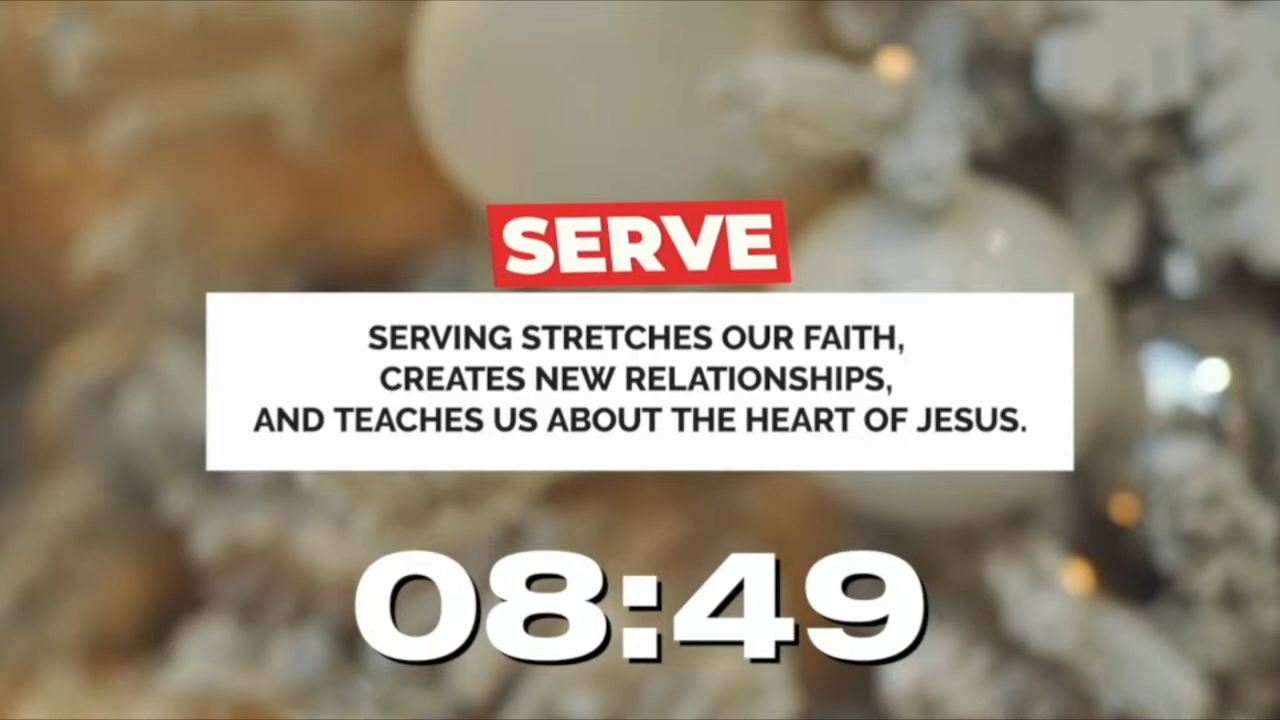 SERVE
SERVING STRETCHES OUR FAITH,
CREATES NEW RELATIONSHIPS,
AND TEACHES US ABOUT THE HEART OF JESUS.
08:49